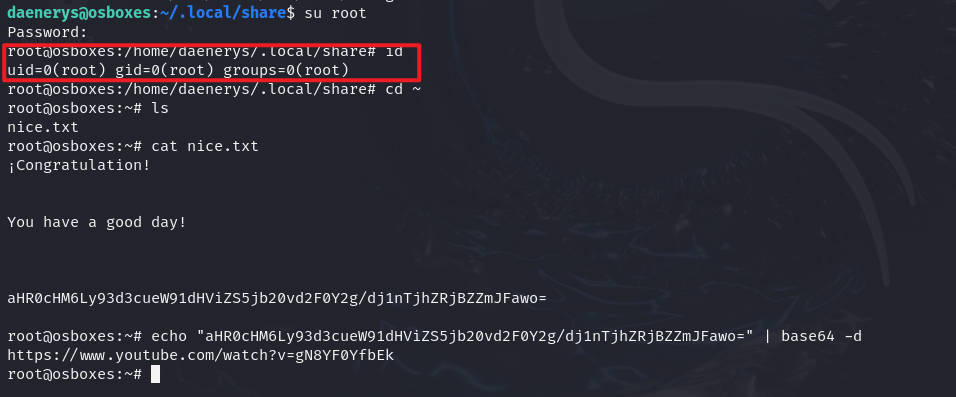 daenerys@osboxes:~/.local/share$ su root
Password:
root@osboxes:/home/daenerys/.local/share# id
uid=0(root) gid=0(root) groups=0(root)
root@osboxes:/home/daenerys/.local/share# cd ~
root@osboxes:~# ls
nice.txt
root@osboxes:~# cat nice.txt
¡Congratulation!
You have a good day!
aHR0cHM6Ly93d3cueW91dHViZS5jb20vd2F0Y2g/dj1nTjhZRjBZZmJFawo=
root@osboxes:~# echo "aHR0cHM6Ly93d3cueW91dHViZS5jb20vd2F0Y2g/dj1nTjhZRjBZZmJFawo=" | base64 -d
https://www.youtube.com/watch?v=gN8YF0YfbEk
root@osboxes:~#